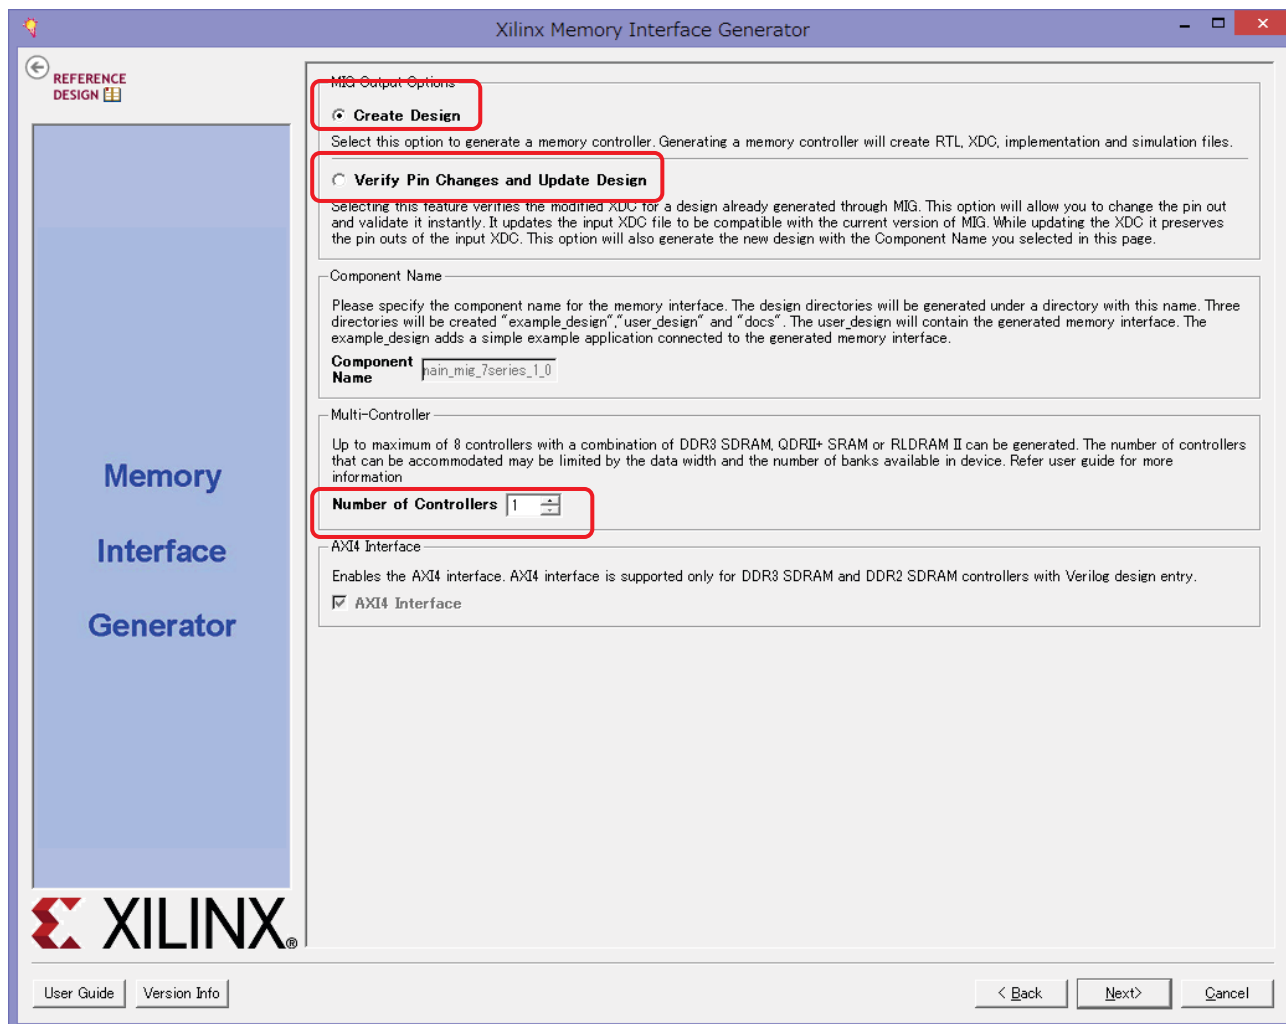 Xilinx Memory Interface Generator
REFERENCE
DESIGN
MIG Output Options
Create Design
Select this option to generate a memory controller. Generating a memory controller will create RTL, XDC, implementation and simulation files.
Verify Pin Changes and Update Design
Selecting this feature verifies the modified XDC for a design already generated through MIG. This option will allow you to change the pin out
and validate it instantly. It updates the input XDC file to be compatible with the current version of MIG. While updating the XDC it preserves
the pin outs of the input XDC. This option will also generate the new design with the Component Name you selected in this page.
Component Name
Please specify the component name for the memory interface. The design directories will be generated under a directory with this name. Three
directories will be created "example_design","user_design" and "docs". The user_design will contain the generated memory interface. The
example_design adds a simple example application connected to the generated memory interface.
Component
Name
nain_mig_7series_1_0
Multi-Controller
Up to maximum of 8 controllers with a combination of DDR3 SDRAM, QDRII+ SRAM or RLDRAM II can be generated. The number of controllers
that can be accommodated may be limited by the data width and the number of banks available in device. Refer user guide for more
information
Number of Controllers 1
AXI4 Interface
Enables the AXI4 interface. AXI4 interface is supported only for DDR3 SDRAM and DDR2 SDRAM controllers with Verilog design entry.
AXI4 Interface
Memory
Interface
Generator
XILINX®
User Guide
Version Info
< Back
Next>
Cancel